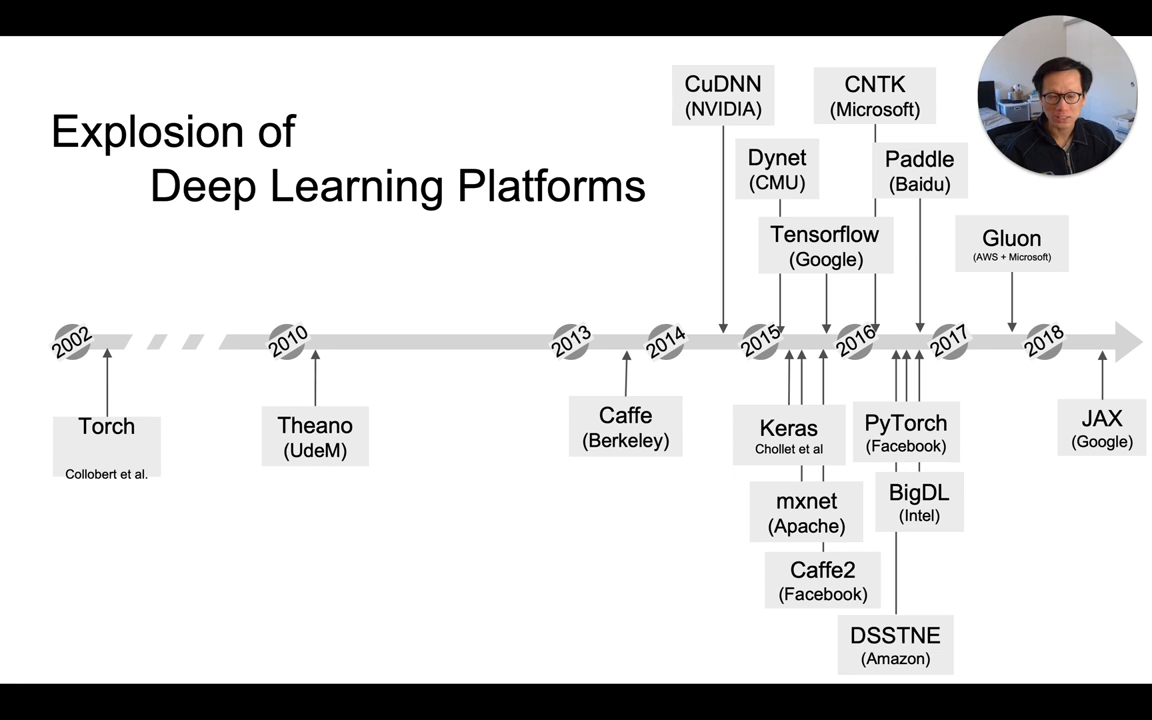 Explosion of
Deep Learning Platforms
CuDNN
(NVIDIA)
CNTK
(Microsoft)
Dynet
(CMU)
Paddle
(Baidu)
Tensorflow
(Google)
Gluon
(AWS + Microsoft)
2002
2010
2013
2014
2015
2016
2017
2018
Torch
Collobert et al.
Theano
(UdeM)
Caffe
(Berkeley)
Keras
Chollet et al
PyTorch
(Facebook)
JAX
(Google)
mxnet
(Apache)
BigDL
(Intel)
Caffe2
(Facebook)
DSSTNE
(Amazon)